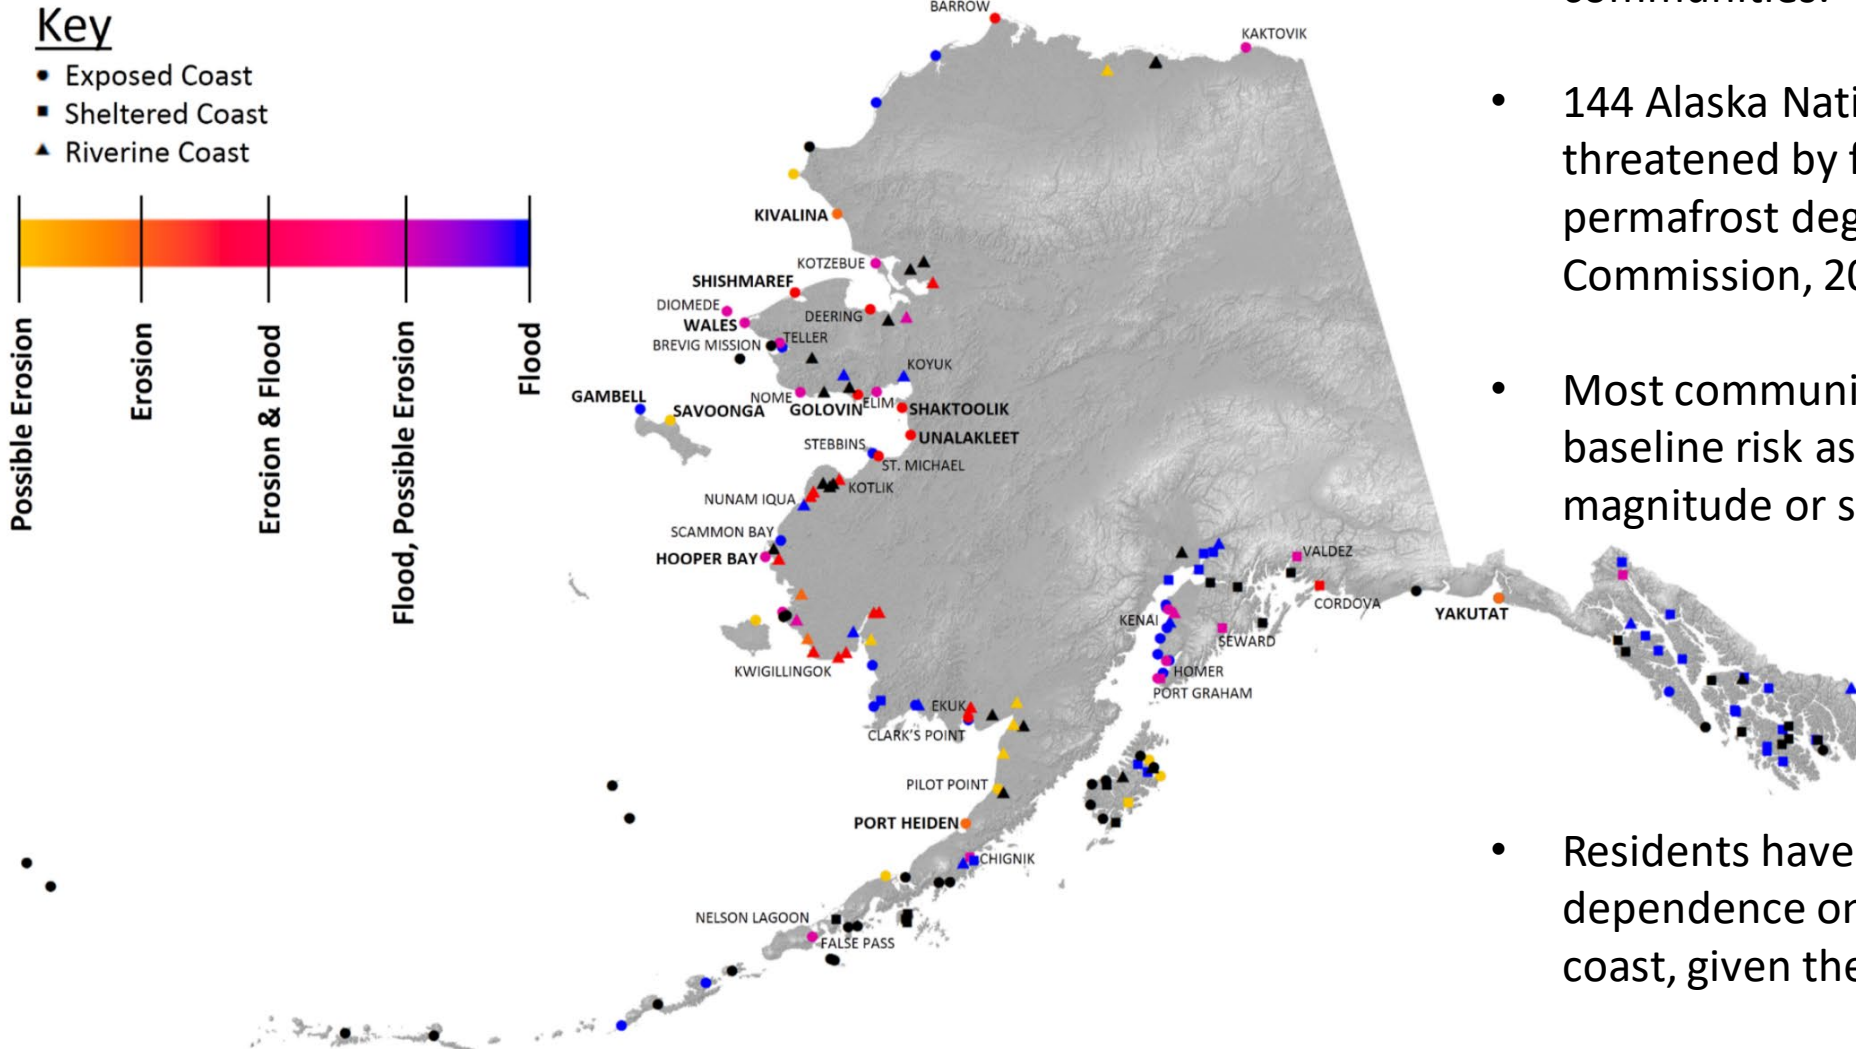 Key
• Exposed Coast
■ Sheltered Coast
▲ Riverine Coast
Possible Erosion
Erosion
Erosion & Flood
Flood, Possible Erosion
Flood
BARROW
KAKTOVIK
KIVALINA
KOTZEBUE
SHISHMAREF
DIOMEDE
DEERING
WALES
TELLER
BREVIG MISSION
KOYUK
GAMBELL
NOME
ELIM
SAVOONGA
GOLOVIN
SHAKTOOLIK
UNALAKLEET
STEBBINS
ST. MICHAEL
KOTLIK
NUNAM IQUA
SCAMMON BAY
HOOPER BAY
VALDEZ
CORDOVA
YAKUTAT
KENAI
SEWARD
KWIGILLINGOK
HOMER
PORT GRAHAM
EKUK
CLARK'S POINT
PILOT POINT
PORT HEIDEN
CHIGNIK
NELSON LAGOON
FALSE PASS
communities.
• 144 Alaska Nati
threatened by f
permafrost deg
Commission, 20
• Most communi
baseline risk as
magnitude or s
• Residents have
dependence or
coast, given the